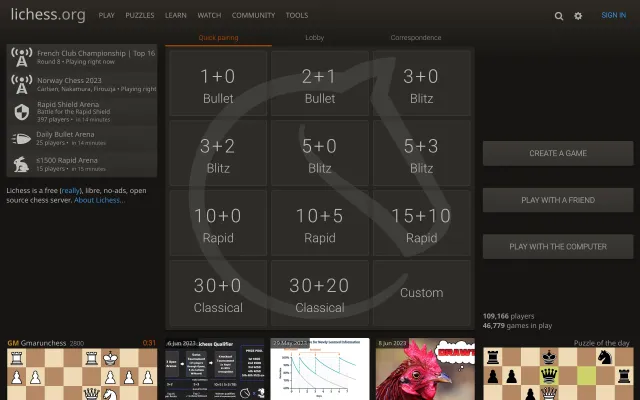 lichess.org
PLAY
PUZZLES
LEARN
WATCH
COMMUNITY
TOOLS
SIGN IN
Quick pairing
Lobby
Correspondence
French Club Championship | Top 16
Round 8 • Playing right now
Norway Chess 2023
Carlsen, Nakamura, Firouzja • Playing right
Rapid Shield Arena
Battle for the Rapid Shield
397 players • in 14 minutes
Daily Bullet Arena
25 players • in 14 minutes
≤1500 Rapid Arena
15 players • in 15 minutes
Lichess is a free (really), libre, no-ads, open
source chess server. About Lichess...
1+0
Bullet
2+1
Bullet
3+0
Blitz
3+2
Blitz
5+0
Blitz
5+3
Blitz
10+0
Rapid
10+5
Rapid
15+10
Rapid
30+0
Classical
30+20
Classical
Custom
CREATE A GAME
PLAY WITH A FRIEND
PLAY WITH THE COMPUTER
109,166 players
46,779 games in play
GM Gmarunchess 2800
0:31
6 Jun 2023
chess Qualifier
PRIZE POOL
29 May 2023
8 Jun 2023
DRAW!
Puzzle of the day